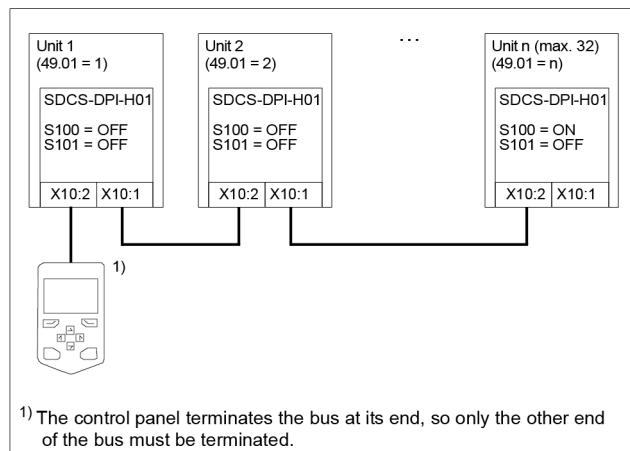 Unit 1
(49.01 = 1)
SDCS-DPI-H01
S100 = OFF
S101 = OFF
X10:2 X10:1
Unit 2
(49.01 = 2)
SDCS-DPI-H01
S100 = OFF
S101 = OFF
X10:2 X10:1
...
Unit n (max. 32)
(49.01 = n)
SDCS-DPI-H01
S100 = ON
S101 = OFF
X10:2 X10:1
1)
1) The control panel terminates the bus at its end, so only the other end
of the bus must be terminated.